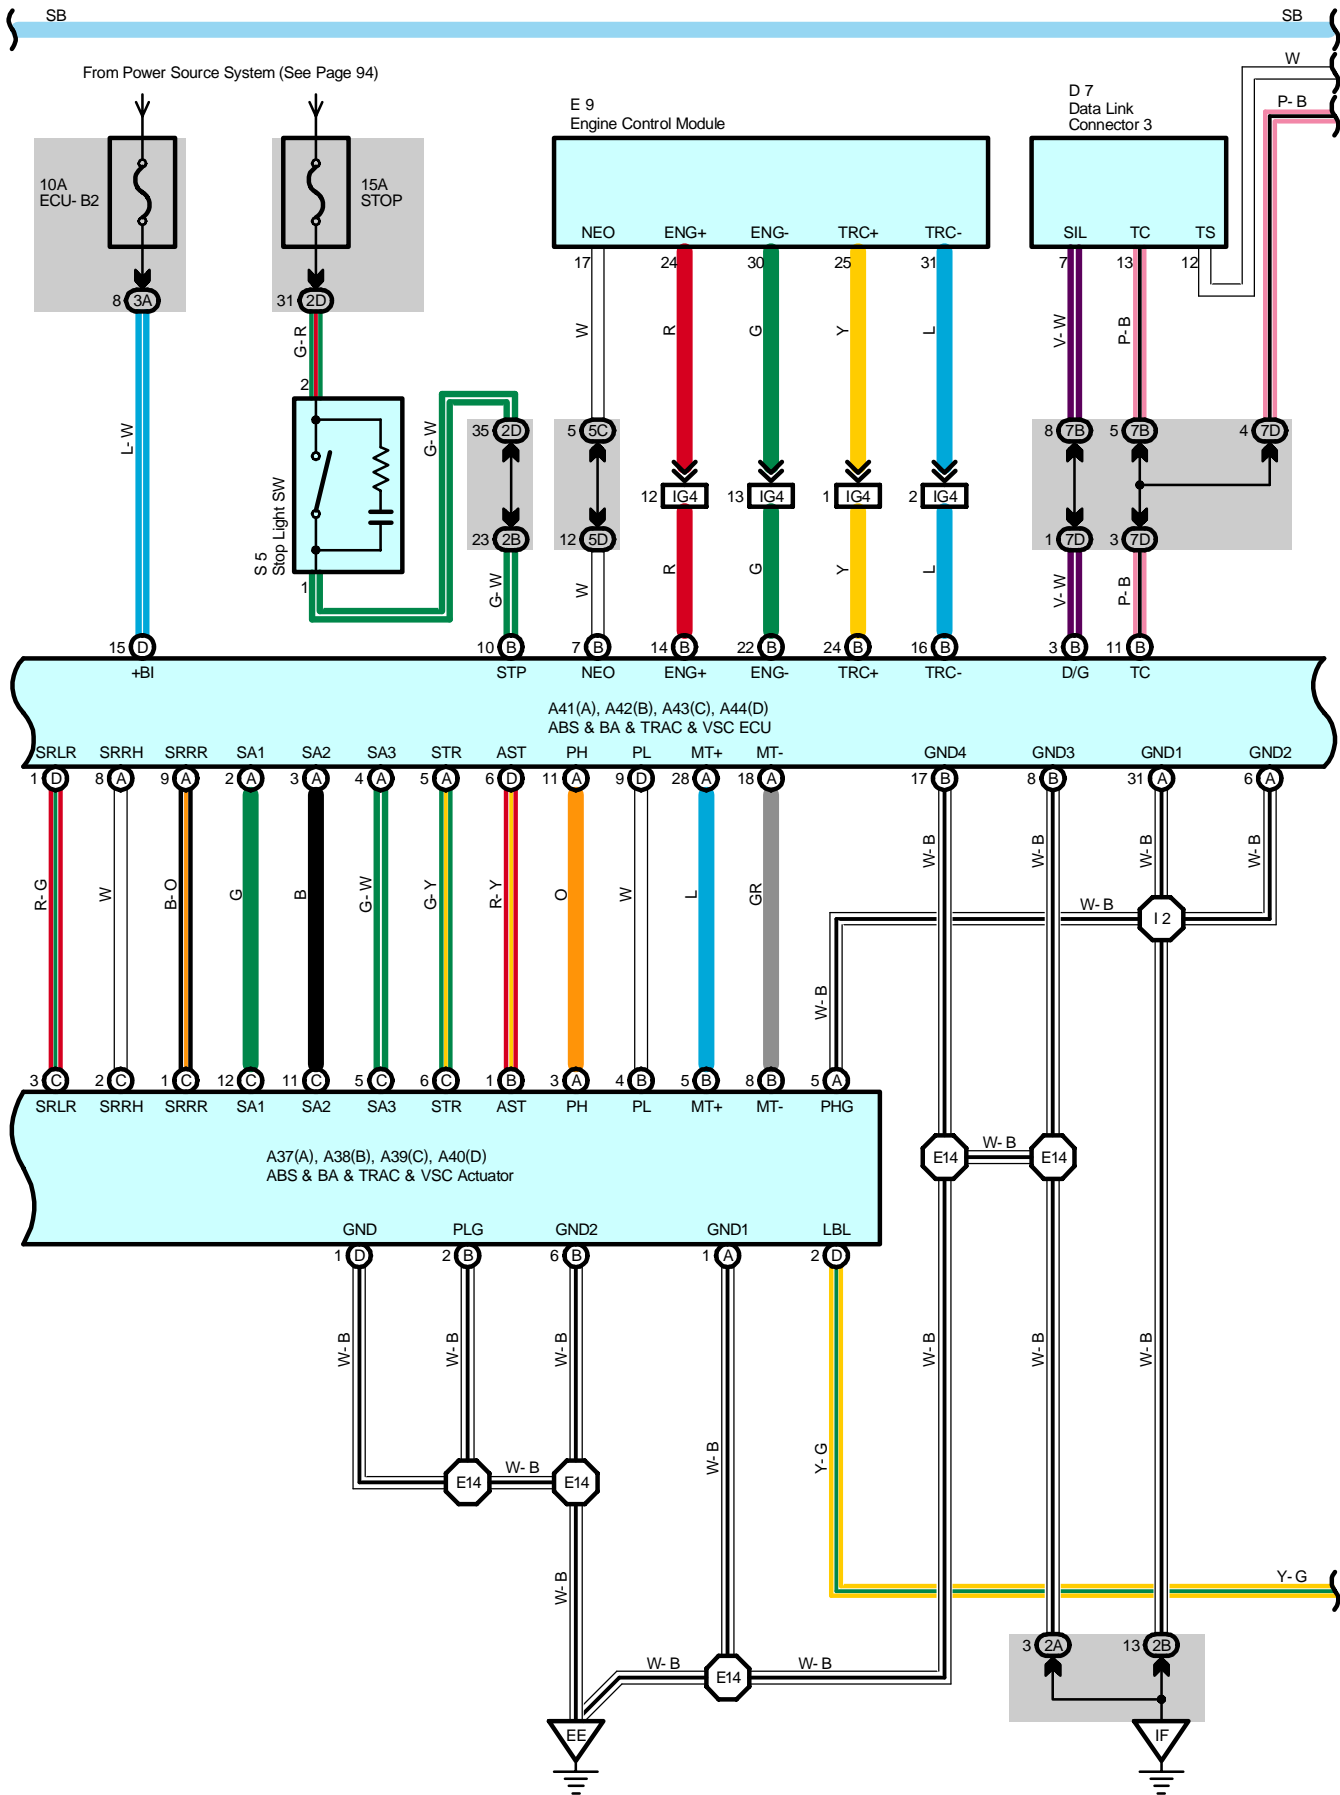 SB SB
From Power Source System (See Page 94)
W
P- B
10A
ECU- B2
15A
STOP
E 9
Engine Control Module
D 7
Data Link
Connector 3
NEO ENG+ ENG- TRC+ TRC- SIL TC TS
17 24 30 25 31 7 13 12
8 3A 31 2D
G- R W R G Y L V- W P- B
2
L- W G- W
S 5
Stop Light SW
1
35 2D 5 5C 8 7B 5 7B 4 7D
12 IG4 13 IG4 1 IG4 2 IG4
23 2B 12 5D 1 7D 3 7D
G- W W R G Y L V- W P- B
15 D 10 B 7 B 14 B 22 B 24 B 16 B 3 B 11 B
+BI STP NEO ENG+ ENG- TRC+ TRC- D/G TC
A41(A), A42(B), A43(C), A44(D)
ABS & BA & TRAC & VSC ECU
SRLR SRRH SRRR SA1 SA2 SA3 STR AST PH PL MT+ MT- GND4 GND3 GND1 GND2
1 D 8 A 9 A 2 A 3 A 4 A 5 A 6 D 11 A 9 D 28 A 18 A 17 B 8 B 31 A 6 A
W- B W- B W- B W- B
R- G W B- O G B G- W G- Y R- Y O W L GR
W- B
I 2
W- B
3 C 2 C 1 C 12 C 11 C 5 C 6 C 1 B 3 A 4 B 5 B 8 B 5 A
SRLR SRRH SRRR SA1 SA2 SA3 STR AST PH PL MT+ MT- PHG
A37(A), A38(B), A39(C), A40(D)
ABS & BA & TRAC & VSC Actuator
E14 W- B E14
GND PLG GND2 GND1 LBL
1 D 2 B 6 B 1 A 2 D
W- B W- B W- B W- B W- B W- B
W- B Y- G
E14 W- B E14
W- B
Y- G
3 2A 13 2B
W- B E14 W- B
EE IF